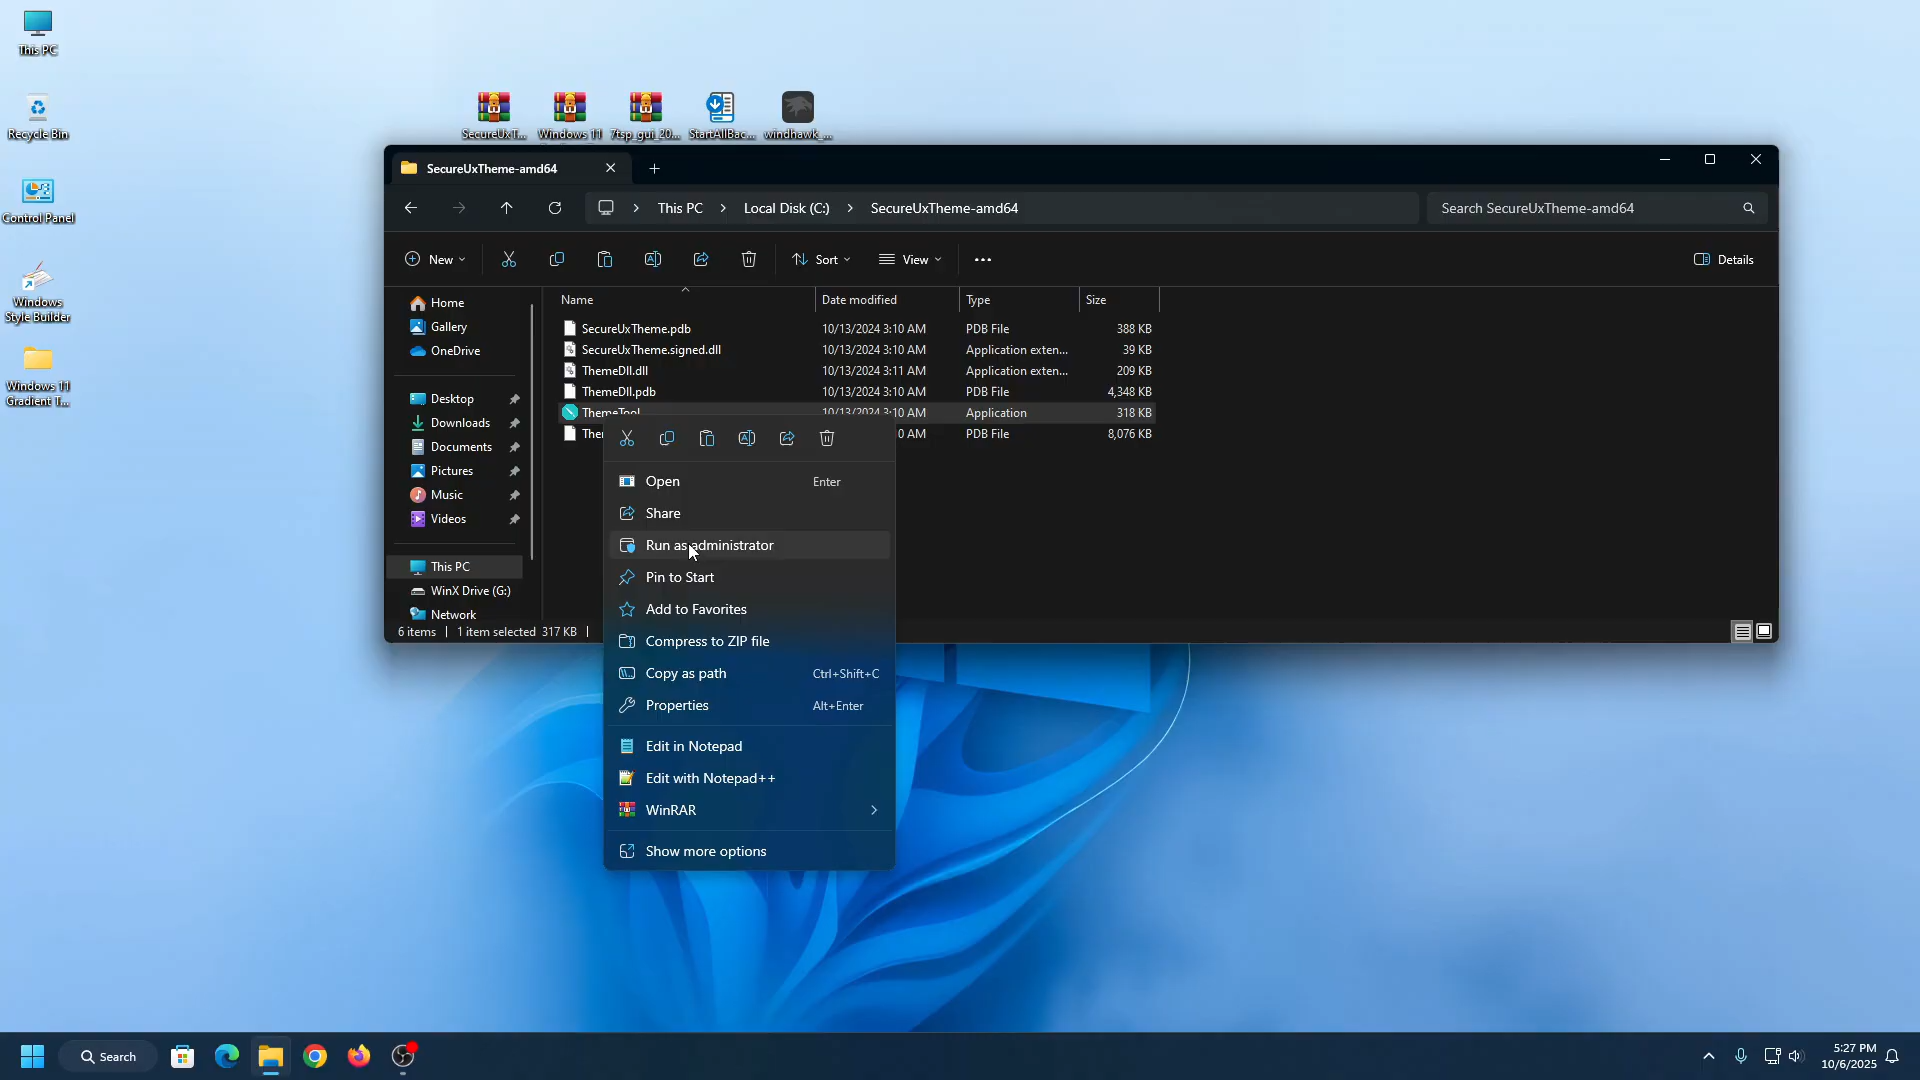 This PC
Recycle Bin
Control Panel
Windows
Style Builder
Windows 11
Gradient T...
SecureUxT...
Windows 11
7tsp_gui_20...
StartAllBac...
windhawk_...
SecureUxTheme-amd64
This PC
Local Disk (C:)
SecureUxTheme-amd64
Search SecureUxTheme-amd64
New
Sort
View
Details
Home
Gallery
OneDrive
Desktop
Downloads
Documents
Pictures
Music
Videos
This PC
WinX Drive (G:)
Network
Name Date modified Type Size
SecureUxTheme.pdb 10/13/2024 3:10 AM PDB File 388 KB
SecureUxTheme.signed.dll 10/13/2024 3:10 AM Application exten... 39 KB
ThemeDll.dll 10/13/2024 3:11 AM Application exten... 209 KB
ThemeDll.pdb 10/13/2024 3:10 AM PDB File 4,348 KB
ThemeTool 10/13/2024 3:10 AM Application 318 KB
The 0 AM PDB File 8,076 KB
Open Enter
Share
Run as administrator
Pin to Start
Add to Favorites
Compress to ZIP file
Copy as path Ctrl+Shift+C
Properties Alt+Enter
Edit in Notepad
Edit with Notepad++
WinRAR
Show more options
6 items 1 item selected 317 KB
Search
5:27 PM
10/6/2025